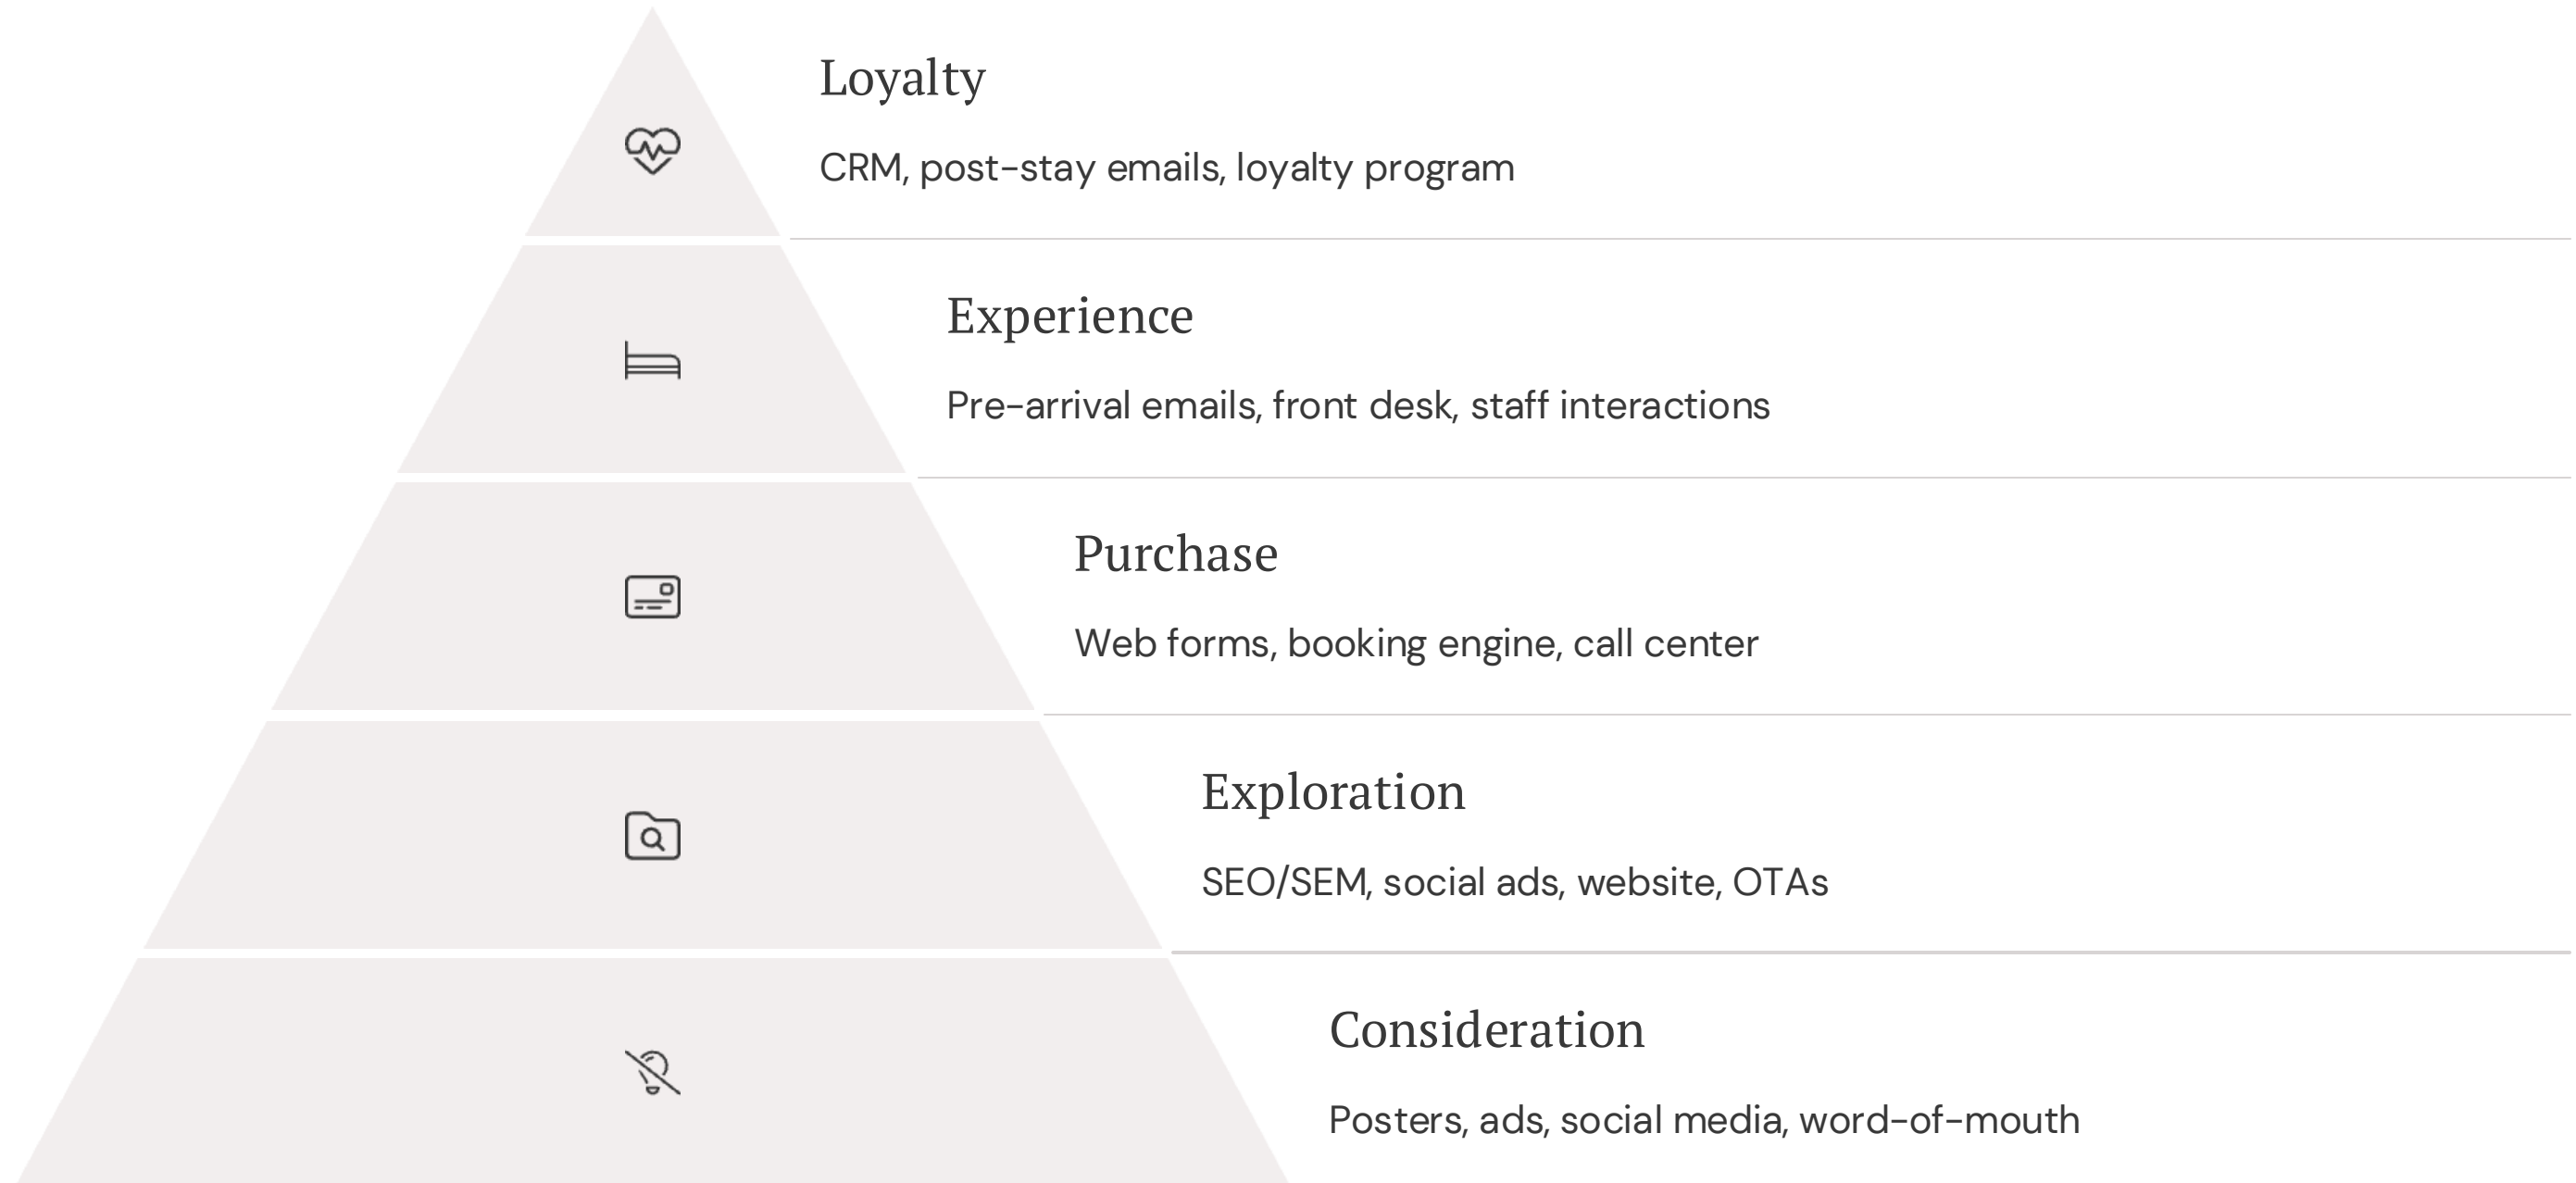 Loyalty
CRM, post-stay emails, loyalty program
Experience
Pre-arrival emails, front desk, staff interactions
Purchase
Web forms, booking engine, call center
Exploration
SEO/SEM, social ads, website, OTAs
Consideration
Posters, ads, social media, word-of-mouth